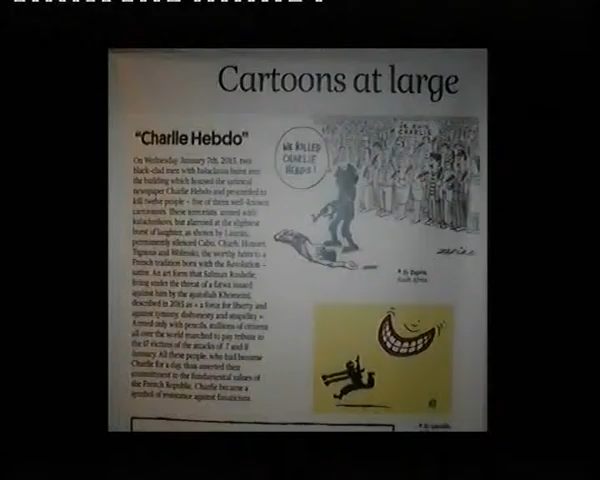 Cartoons at large
"Charlie Hebdo"
On Wednesday January 7th, 2015, two
black-clad men with balaclavas burst into
the building which housed the satirical
newspaper Charlie Hebdo and proceeded to
kill twelve people – five of them well-known
cartoonists. These terrorists, armed with
kalachnikovs, but alarmed at the slightest
burst of laughter, as shown by
permanently silenced Cabu, Charb, Honoré,
Tignous and Wolinski, the worthy heirs to a
French tradition born with the Revolution –
satire. An art form that Salman Rushdie,
living under the threat of a fatwa issued
against him by the ayatollah Khomeini,
described in 2015 as « a force for liberty and
against tyranny, dishonesty and stupidity ».
Armed only with pencils, millions of citizens
all over the world marched to pay tribute to
the 17 victims of the attacks of 7 and
January. All these people, who had become
Charlie for a day, thus asserted their
commitment to the fundamental values of
the French Republic. Charlie became a
symbol of resistance against fanaticism.
WE KILLED
CHARLIE
HEBDO!
JE SUIS
CHARLIE
ZAPIRO
By Zapiro,
South Africa